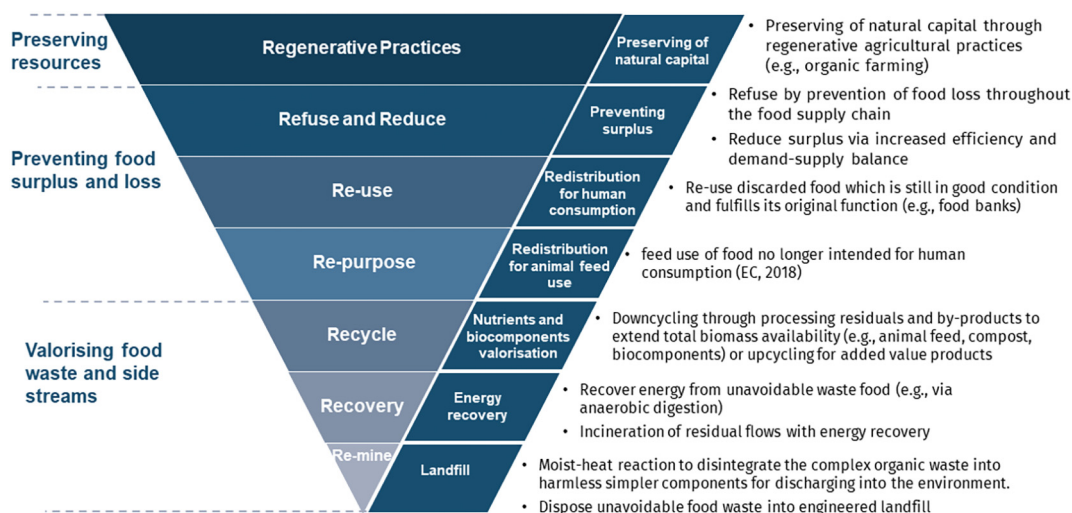 Preserving
resources
Regenerative Practices
Preserving of
natural capital
• Preserving of natural capital through
regenerative agricultural practices
(e.g., organic farming)
Preventing food
surplus and loss
Refuse and Reduce
Preventing
surplus
• Refuse by prevention of food loss throughout
the food supply chain
• Reduce surplus via increased efficiency and
demand-supply balance
Re-use
Redistribution
for human
consumption
• Re-use discarded food which is still in good condition
and fulfills its original function (e.g., food banks)
Re-purpose
Redistribution
for animal feed
use
• feed use of food no longer intended for human
consumption (EC, 2018)
Valorising food
waste and side
streams
Recycle
Nutrients and
biocomponents
valorisation
• Downcycling through processing residuals and by-products to
extend total biomass availability (e.g., animal feed, compost,
biocomponents) or upcycling for added value products
Recovery
Energy
recovery
• Recover energy from unavoidable waste food (e.g., via
anaerobic digestion)
• Incineration of residual flows with energy recovery
Re-mine
Landfill
• Moist-heat reaction to disintegrate the complex organic waste into
harmless simpler components for discharging into the environment.
• Dispose unavoidable food waste into engineered landfill